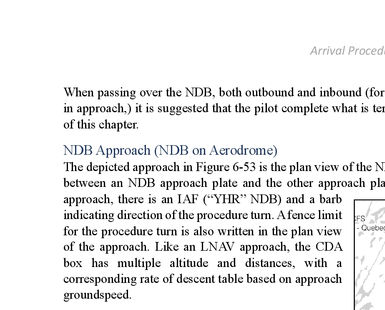 Arrival Proced
When passing over the NDB, both outbound and inbound (for
in approach,) it is suggested that the pilot complete what is ter
of this chapter.
NDB Approach (NDB on Aerodrome)
The depicted approach in Figure 6-53 is the plan view of the N
between an NDB approach plate and the other approach pla
approach, there is an IAF (“YHR” NDB) and a barb
indicating direction of the procedure turn. A fence limit
for the procedure turn is also written in the plan view
of the approach. Like an LNAV approach, the CDA
box has multiple altitude and distances, with a
corresponding rate of descent table based on approach
groundspeed.
CFS
- Quebec